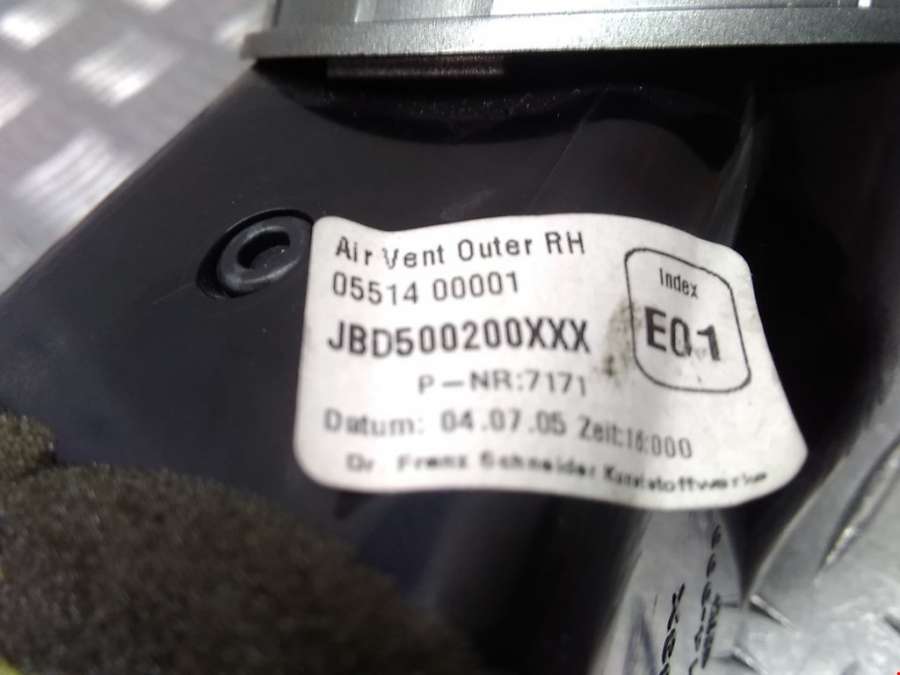 Air Vent Outer RH
05514 00001
Index
E01
JBD500200XXX
P-NR:7171
Datum: 04.07.05 Zeit:16:000
Dr. Franz Schneider Kunststoffwerke